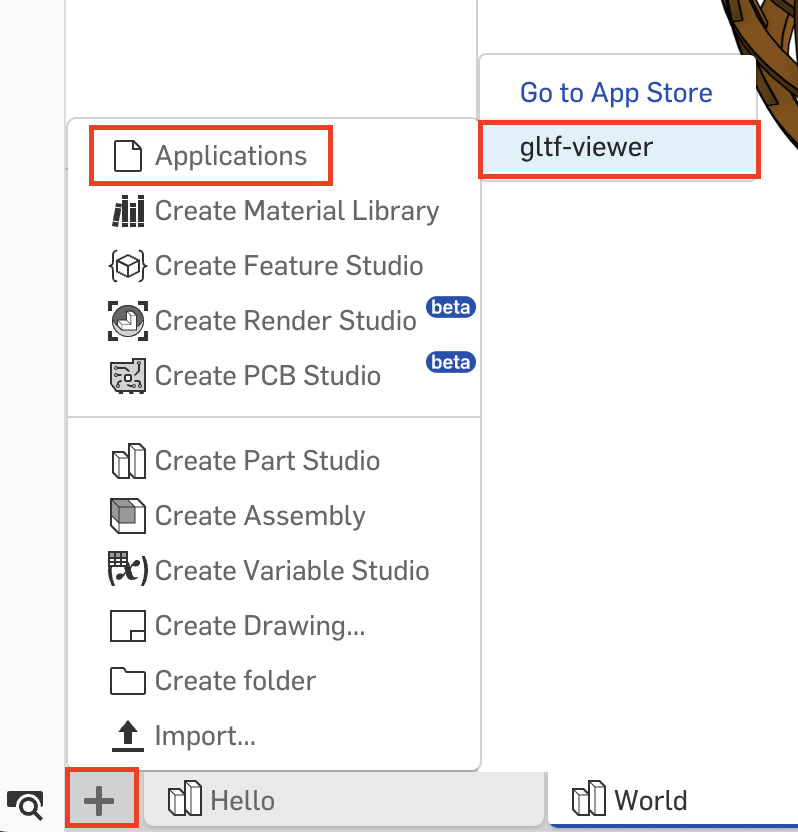 Go to App Store
gltf-viewer
Applications
Create Material Library
Create Feature Studio
Create Render Studio beta
Create PCB Studio beta
Create Part Studio
Create Assembly
Create Variable Studio
Create Drawing...
Create folder
Import...
Hello
World